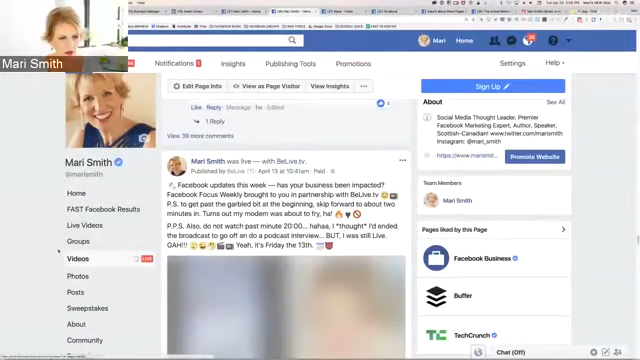 Mari Smith
Mari
Home
Notifications
Insights
Publishing Tools
Promotions
Settings
Help
Edit Page Info
View as Page Visitor
View Insights
Sign Up
Like · Reply · Message · 1w · Edited
4
1 Reply
View 39 more comments
About
See All
Social Media Thought Leader, Premier
Facebook Marketing Expert, Author, Speaker,
Scottish-Canadian! www.twitter.com/marismith
Instagram: @mari_smith
https://www.marismit...
Promote Website
Mari Smith
@marismith
Home
FAST Facebook Results
Live Videos
Groups
Videos
LIVE
Photos
Posts
Sweepstakes
About
Community
Mari Smith was live — with BeLive.tv.
Published by BeLive · April 13 at 10:41am · Paid ·
Facebook updates this week — has your business been impacted?
Facebook Focus Weekly brought to you in partnership with BeLive.tv
P.S. to get past the garbled bit at the beginning, skip forward to about two
minutes in. Turns out my modem was about to fry, ha!
P.P.S. Also, do not watch past minute 20:00... hahaa, I *thought* I'd ended
the broadcast to go off an do a podcast interview... BUT, I was still Live.
GAH!!! Yeah, it's Friday the 13th.
Team Members
Mari Smith
Pages liked by this Page
Facebook Business
Buffer
TechCrunch
Chat (Off)